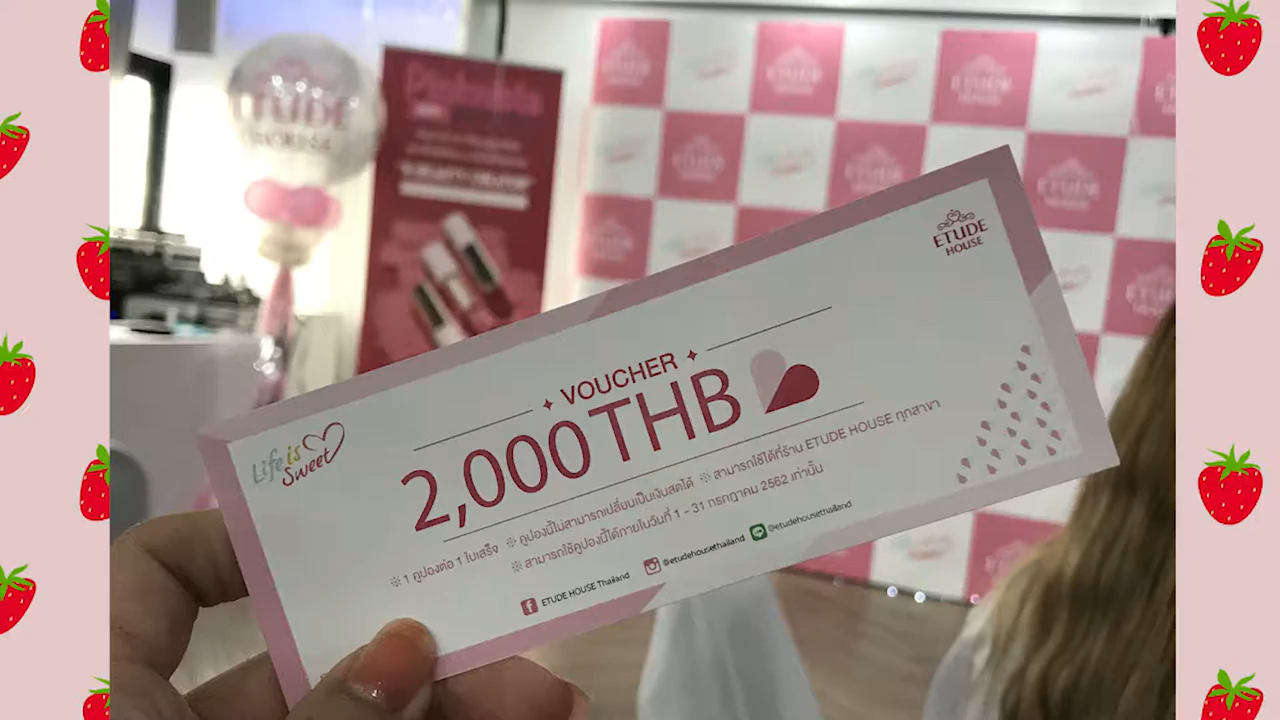 ETUDE
HOUSE
ETUDE
HOUSE
Life is
Sweet
VOUCHER
2,000 THB
※ 1 คูปองต่อ 1 ใบเสร็จ ※ คูปองนี้ไม่สามารถเปลี่ยนเป็นเงินสดได้ ※ สามารถใช้ได้ที่ร้าน ETUDE HOUSE ทุกสาขา
※ สามารถใช้คูปองนี้ได้ภายในวันที่ 1 - 31 กรกฎาคม 2562 เท่านั้น
ETUDE HOUSE Thailand @etudehousethailand @etudehousethailand